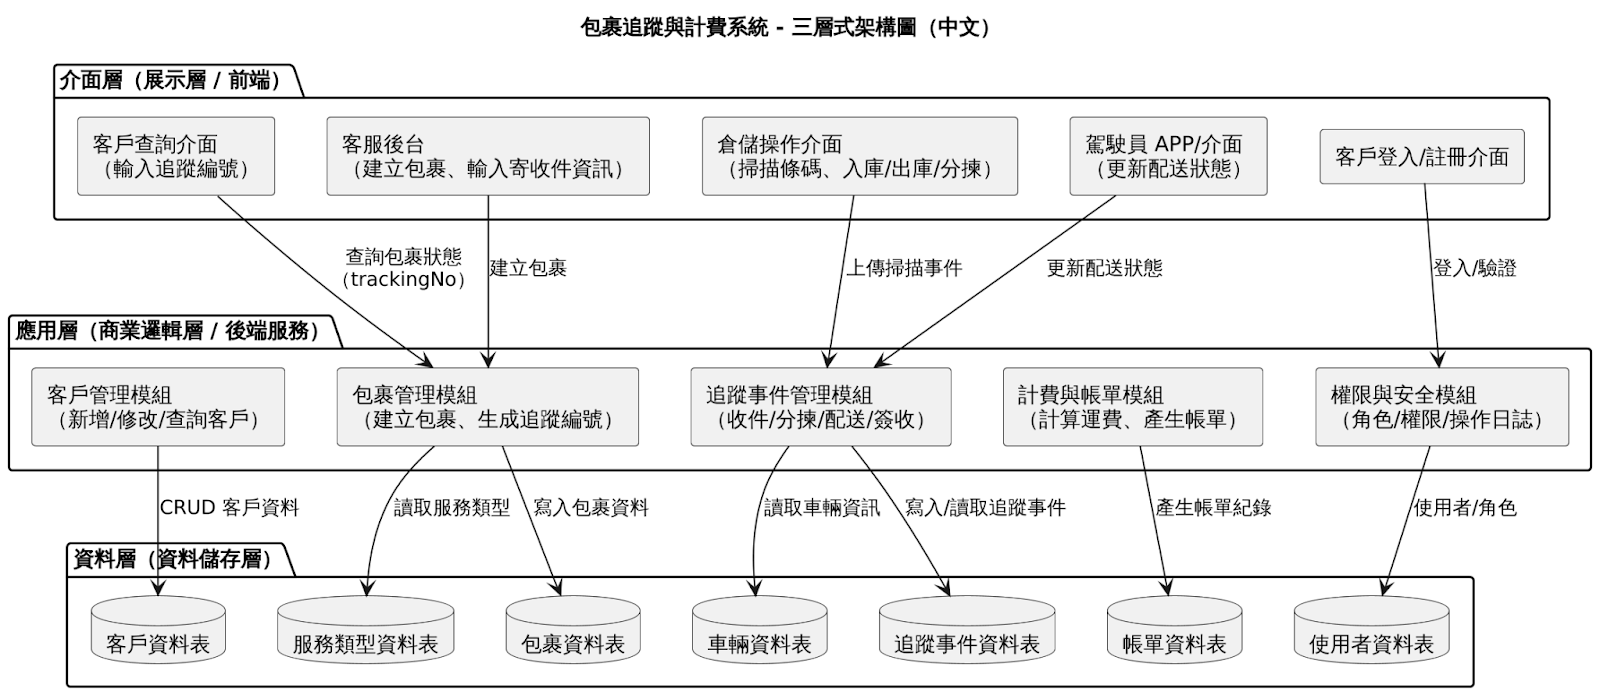 包裹追蹤與計費系統 - 三層式架構圖（中文）
介面層（展示層 / 前端）
客戶查詢介面
（輸入追蹤編號）
客服後台
（建立包裹、輸入寄收件資訊）
倉儲操作介面
（掃描條碼、入庫/出庫/分揀）
駕駛員 APP/介面
（更新配送狀態）
客戶登入/註冊介面
查詢包裹狀態
（trackingNo）
建立包裹
上傳掃描事件
更新配送狀態
登入/驗證
應用層（商業邏輯層 / 後端服務）
客戶管理模組
（新增/修改/查詢客戶）
包裹管理模組
（建立包裹、生成追蹤編號）
追蹤事件管理模組
（收件/分揀/配送/簽收）
計費與帳單模組
（計算運費、產生帳單）
權限與安全模組
（角色/權限/操作日誌）
CRUD 客戶資料
讀取服務類型
寫入包裹資料
讀取車輛資訊
寫入/讀取追蹤事件
產生帳單紀錄
使用者/角色
資料層（資料儲存層）
客戶資料表
服務類型資料表
包裹資料表
車輛資料表
追蹤事件資料表
帳單資料表
使用者資料表